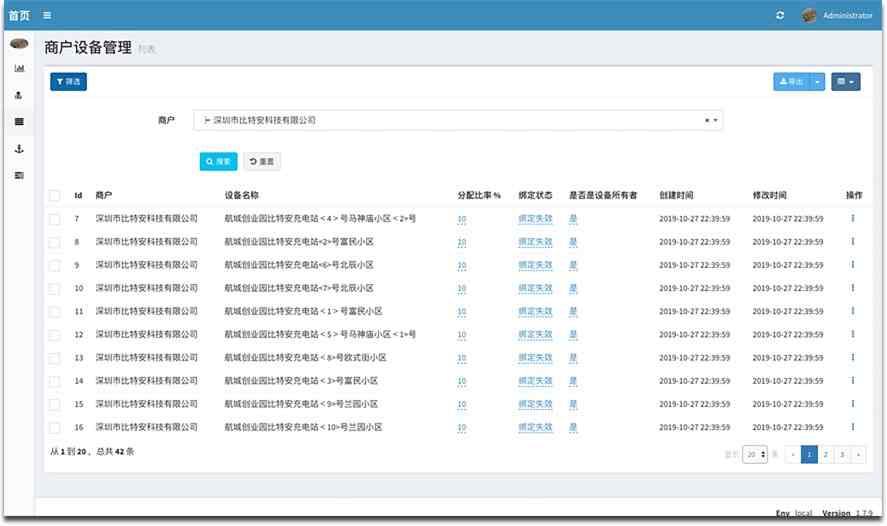 首页 Administrator
商户设备管理 列表
筛选 导出
商户 ├ 深圳市比特安科技有限公司
搜索 重置
Id 商户 设备名称 分配比率 % 绑定状态 是否是设备所有者 创建时间 修改时间 操作
7 深圳市比特安科技有限公司 航城创业园比特安充电站 < 4 > 号马神庙小区 < 2>号 10 绑定失效 是 2019-10-27 22:39:59 2019-10-27 22:39:59
8 深圳市比特安科技有限公司 航城创业园比特安充电站<2>号富民小区 10 绑定失效 是 2019-10-27 22:39:59 2019-10-27 22:39:59
9 深圳市比特安科技有限公司 航城创业园比特安充电站<6>号北辰小区 10 绑定失效 是 2019-10-27 22:39:59 2019-10-27 22:39:59
10 深圳市比特安科技有限公司 航城创业园比特安充电站<7>号北辰小区 10 绑定失效 是 2019-10-27 22:39:59 2019-10-27 22:39:59
11 深圳市比特安科技有限公司 航城创业园比特安充电站 < 1 > 号富民小区 10 绑定失效 是 2019-10-27 22:39:59 2019-10-27 22:39:59
12 深圳市比特安科技有限公司 航城创业园比特安充电站 < 5 > 号马神庙小区 < 1>号 10 绑定失效 是 2019-10-27 22:39:59 2019-10-27 22:39:59
13 深圳市比特安科技有限公司 航城创业园比特安充电站 < 8>号欧式街小区 10 绑定失效 是 2019-10-27 22:39:59 2019-10-27 22:39:59
14 深圳市比特安科技有限公司 航城创业园比特安充电站 < 3>号富民小区 10 绑定失效 是 2019-10-27 22:39:59 2019-10-27 22:39:59
15 深圳市比特安科技有限公司 航城创业园比特安充电站 < 9>号兰园小区 10 绑定失效 是 2019-10-27 22:39:59 2019-10-27 22:39:59
16 深圳市比特安科技有限公司 航城创业园比特安充电站 < 10>号兰园小区 10 绑定失效 是 2019-10-27 22:39:59 2019-10-27 22:39:59
从 1 到 20 ，总共 42 条 显示 20 条 « 1 2 3 »
Env local Version 1.7.9